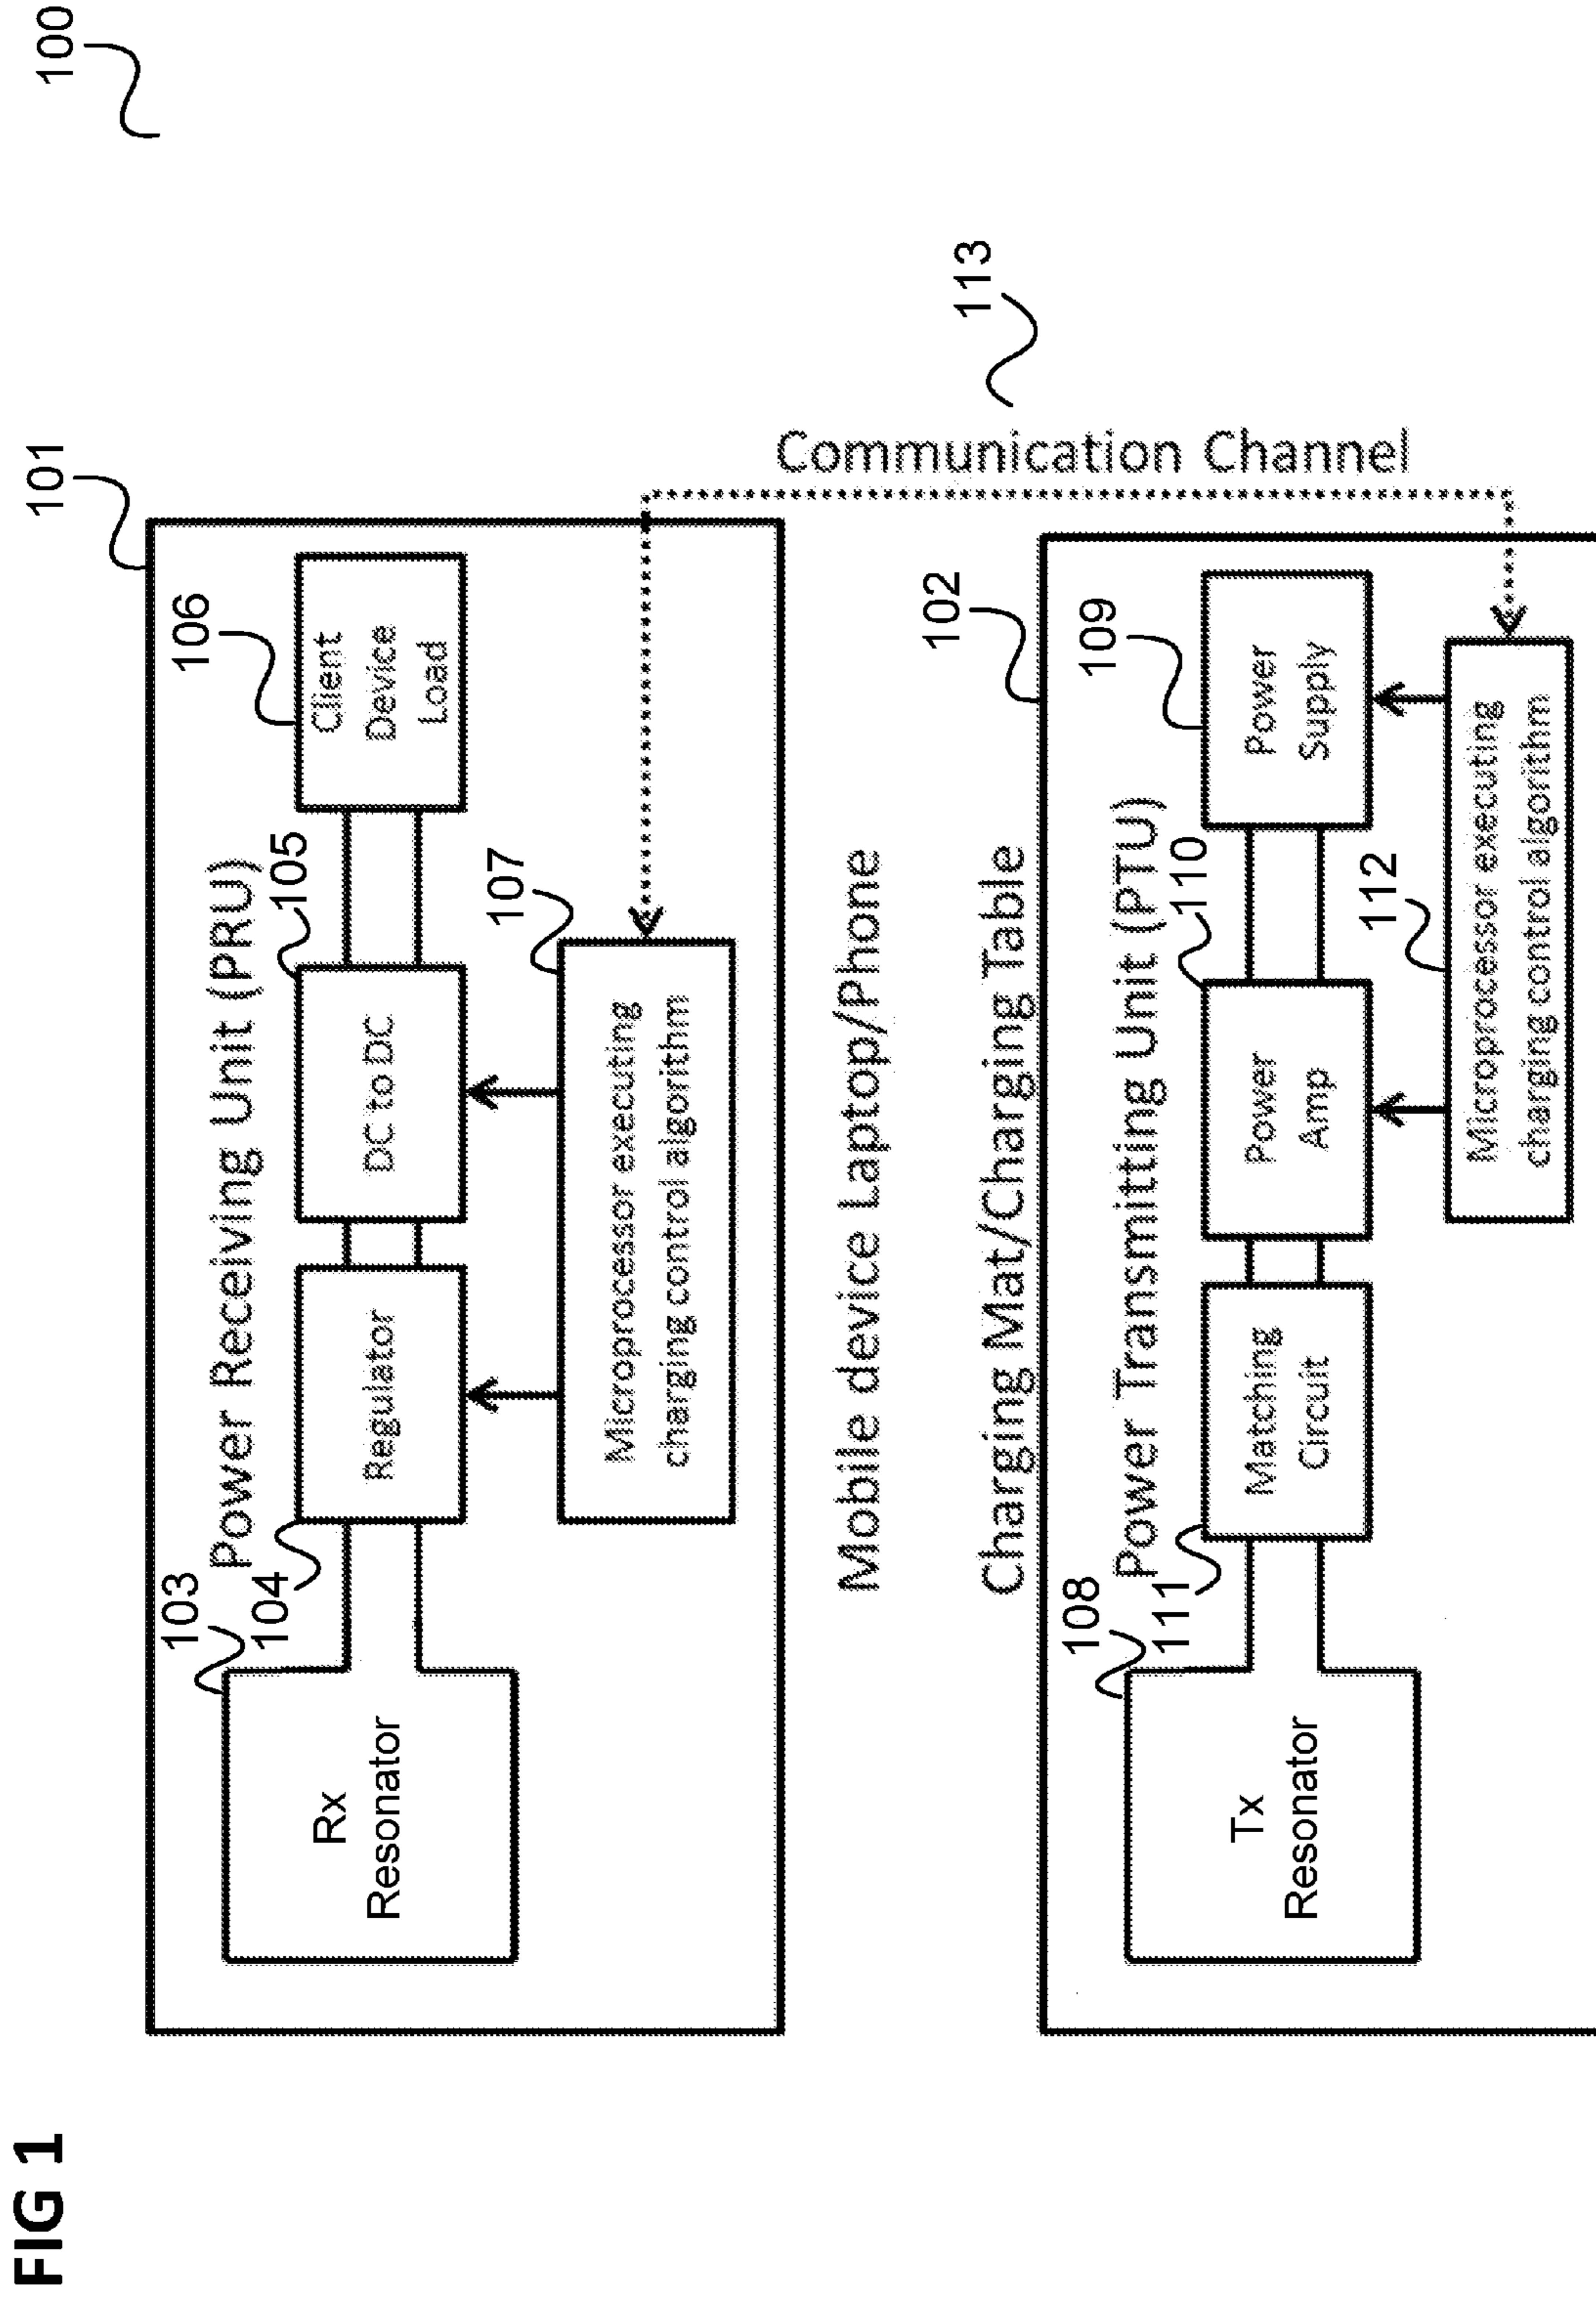 FIG 1
100
101
Power Receiving Unit (PRU)
103
104
105
106
Rx
Resonator
Regulator
DC to DC
Client
Device
Load
107
Microprocessor executing
charging control algorithm
Mobile device Laptop/Phone
Communication Channel
113
Charging Mat/Charging Table
102
Power Transmitting Unit (PTU)
108
111
110
109
Tx
Resonator
Matching
Circuit
Power
Amp
Power
Supply
112
Microprocessor executing
charging control algorithm